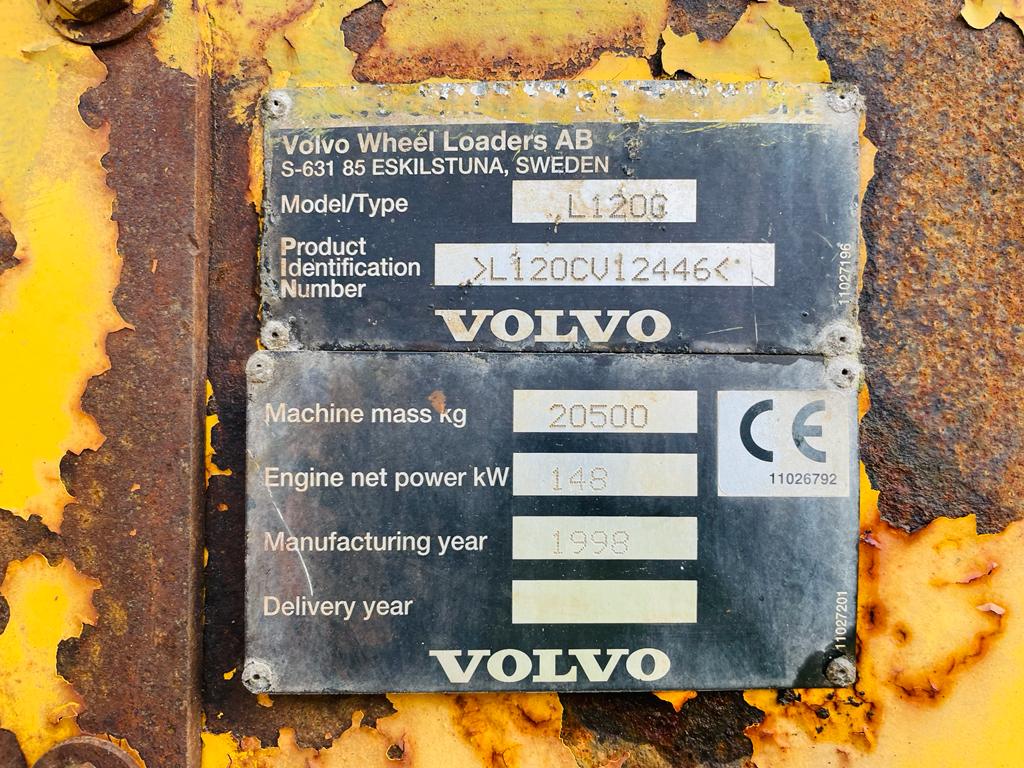 Volvo Wheel Loaders AB
S-631 85 ESKILSTUNA, SWEDEN
Model/Type L120C
Product
Identification
Number >L120CV12446<
11027196
VOLVO
Machine mass kg 20500
CE
11026792
Engine net power kW 148
Manufacturing year 1998
Delivery year
11027201
VOLVO